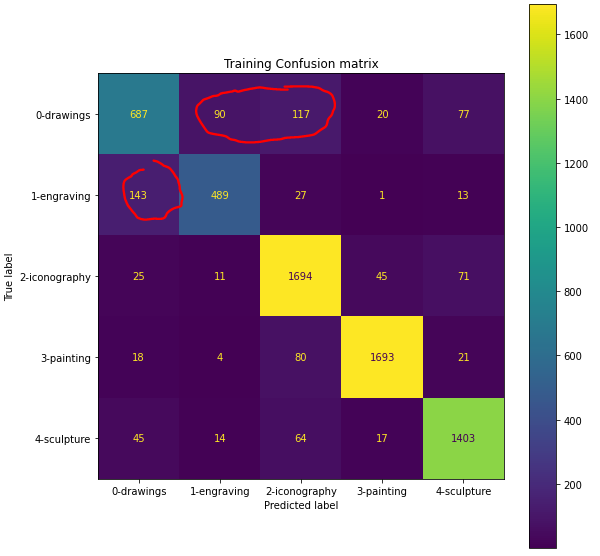 Training Confusion matrix
0-drawings 687 90 117 20 77
1-engraving 143 489 27 1 13
2-iconography 25 11 1694 45 71
3-painting 18 4 80 1693 21
4-sculpture 45 14 64 17 1403
0-drawings 1-engraving 2-iconography 3-painting 4-sculpture
Predicted label
True label
1600
1400
1200
1000
800
600
400
200